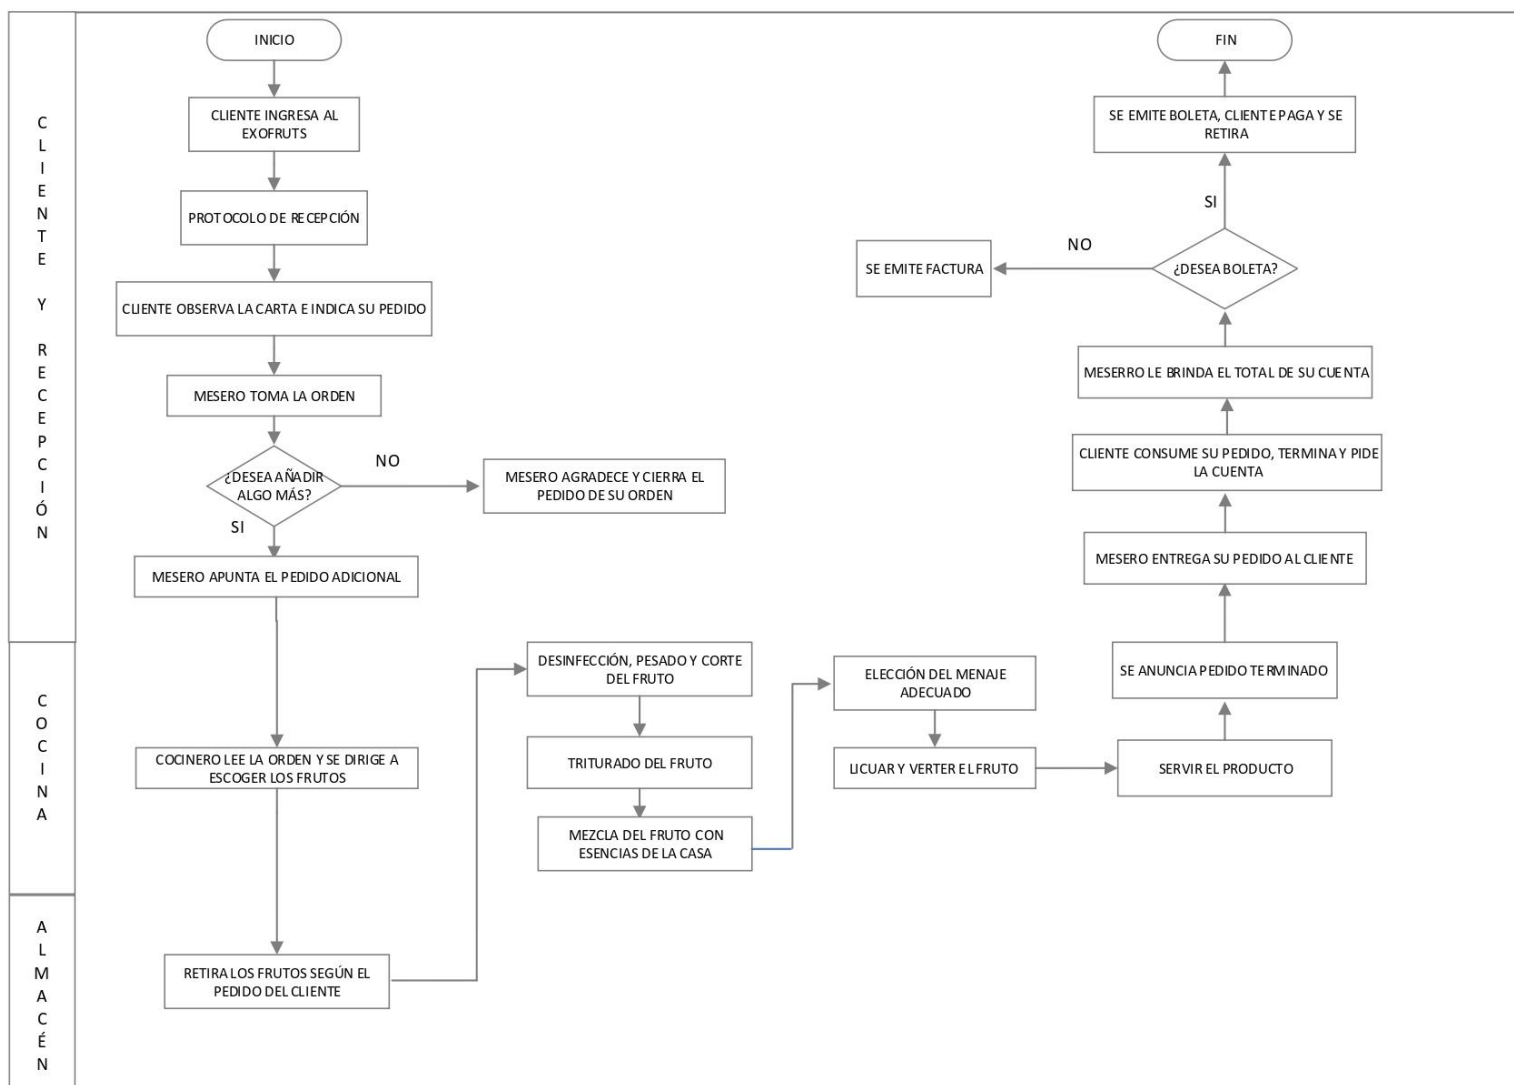 CLIENTE Y RECEPCIÓN
INICIO
CLIENTE INGRESA AL
EXOFRUTS
PROTOCOLO DE RECEPCIÓN
CLIENTE OBSERVA LA CARTA E INDICA SU PEDIDO
MESERO TOMA LA ORDEN
¿DESEA AÑADIR
ALGO MÁS?
NO
MESERO AGRADECE Y CIERRA EL
PEDIDO DE SU ORDEN
SI
MESERO APUNTA EL PEDIDO ADICIONAL
COCINA
COCINERO LEE LA ORDEN Y SE DIRIGE A
ESCOGER LOS FRUTOS
ALMACÉN
RETIRA LOS FRUTOS SEGÚN EL
PEDIDO DEL CLIENTE
DESINFECCIÓN, PESADO Y CORTE
DEL FRUTO
TRITURADO DEL FRUTO
MEZCLA DEL FRUTO CON
ESENCIAS DE LA CASA
ELECCIÓN DEL MENAJE
ADECUADO
LICUAR Y VERTER EL FRUTO
SERVIR EL PRODUCTO
SE ANUNCIA PEDIDO TERMINADO
MESERO ENTREGA SU PEDIDO AL CLIENTE
CLIENTE CONSUME SU PEDIDO, TERMINA Y PIDE
LA CUENTA
MESERRO LE BRINDA EL TOTAL DE SU CUENTA
¿DESEA BOLETA?
NO
SE EMITE FACTURA
SI
SE EMITE BOLETA, CLIENTE PAGA Y SE
RETIRA
FIN